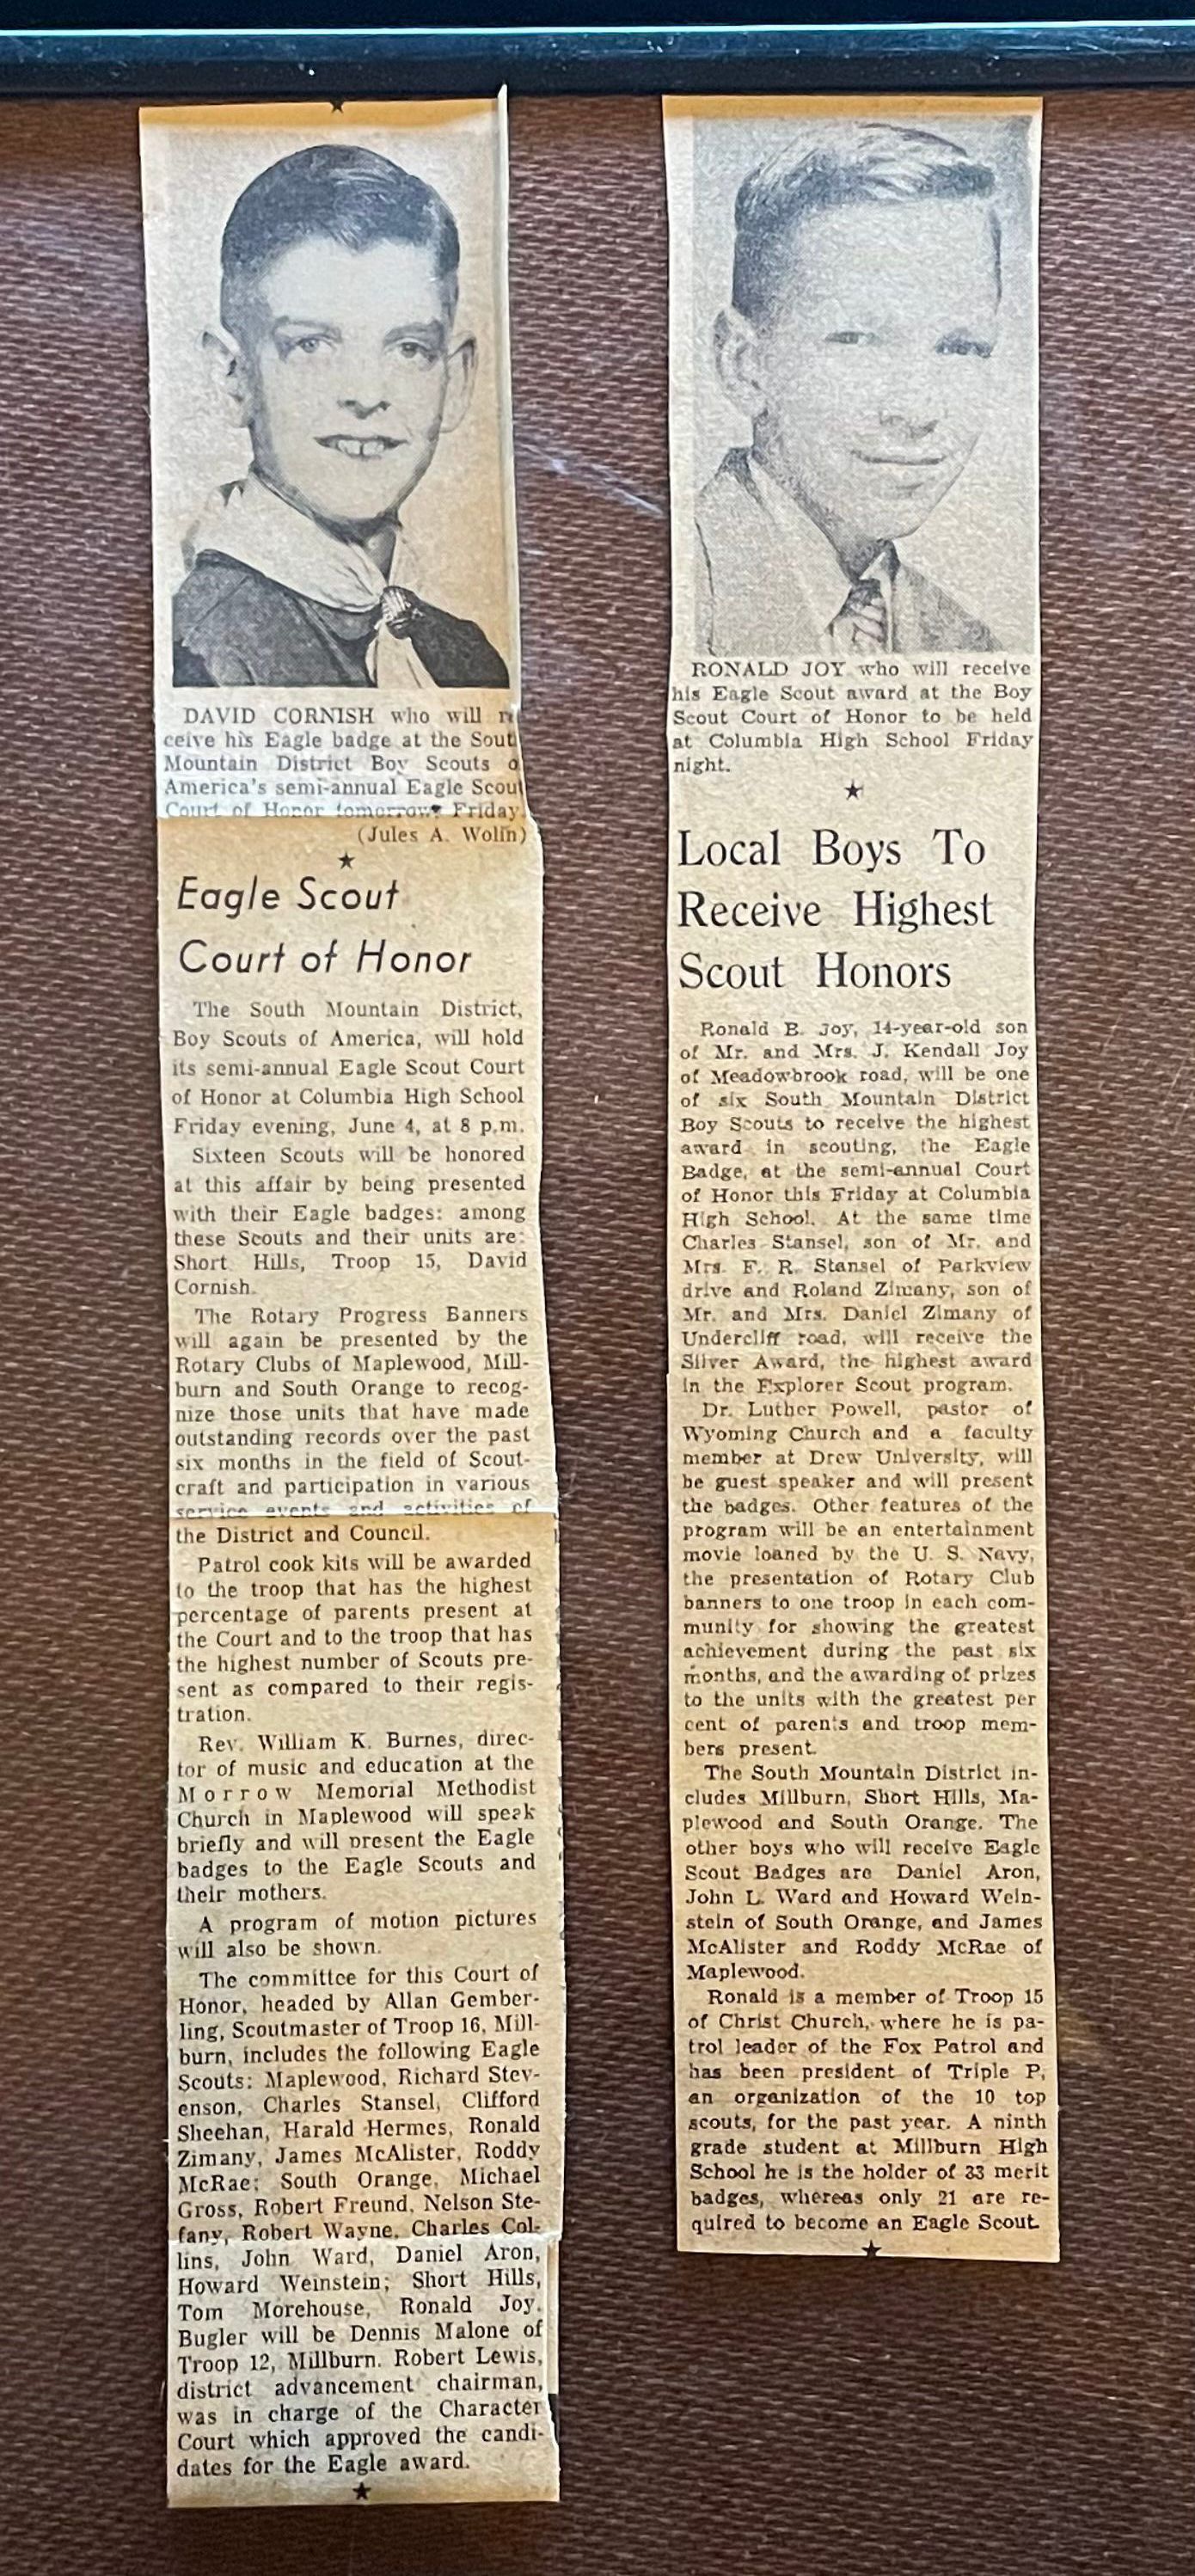 DAVID CORNISH who will re
ceive his Eagle badge at the Sout
Mountain District Boy Scouts o
America's semi-annual Eagle Scou
Court of Honor tomorrow, Friday.
(Jules A. Wolin)
Eagle Scout
Court of Honor
The South Mountain District,
Boy Scouts of America, will hold
its semi-annual Eagle Scout Court
of Honor at Columbia High School
Friday evening, June 4, at 8 p.m.
Sixteen Scouts will be honored
at this affair by being presented
with their Eagle badges: among
these Scouts and their units are:
Short Hills, Troop 15, David
Cornish.
The Rotary Progress Banners
will again be presented by the
Rotary Clubs of Maplewood, Mill-
burn and South Orange to recog-
nize those units that have made
outstanding records over the past
six months in the field of Scout-
craft and participation in various
service events and activities of
the District and Council.
Patrol cook kits will be awarded
to the troop that has the highest
percentage of parents present at
the Court and to the troop that has
the highest number of Scouts pre-
sent as compared to their regis-
tration.
Rev. William K. Burnes, direc-
tor of music and education at the
Morrow Memorial Methodist
Church in Maplewood will speak
briefly and will present the Eagle
badges to the Eagle Scouts and
their mothers.
A program of motion pictures
will also be shown.
The committee for this Court of
Honor, headed by Allan Gember-
ling, Scoutmaster of Troop 16, Mill-
burn, includes the following Eagle
Scouts: Maplewood, Richard Stev-
enson, Charles Stansel, Clifford
Sheehan, Harald Hermes, Ronald
Zimany, James McAlister, Roddy
McRae; South Orange, Michael
Gross, Robert Freund, Nelson Ste-
fany, Robert Wayne, Charles Col-
lins, John Ward, Daniel Aron,
Howard Weinstein; Short Hills,
Tom Morehouse, Ronald Joy.
Bugler will be Dennis Malone of
Troop 12, Millburn. Robert Lewis,
district advancement chairman,
was in charge of the Character
Court which approved the candi-
dates for the Eagle award.
RONALD JOY who will receive
his Eagle Scout award at the Boy
Scout Court of Honor to be held
at Columbia High School Friday
night.
Local Boys To
Receive Highest
Scout Honors
Ronald B. Joy, 14-year-old son
of Mr. and Mrs. J. Kendall Joy
of Meadowbrook road, will be one
of six South Mountain District
Boy Scouts to receive the highest
award in scouting, the Eagle
Badge, at the semi-annual Court
of Honor this Friday at Columbia
High School. At the same time
Charles Stansel, son of Mr. and
Mrs. F. R. Stansel of Parkview
drive and Roland Zimany, son of
Mr. and Mrs. Daniel Zimany of
Undercliff road, will receive the
Silver Award, the highest award
in the Explorer Scout program.
Dr. Luther Powell, pastor of
Wyoming Church and a faculty
member at Drew University, will
be guest speaker and will present
the badges. Other features of the
program will be an entertainment
movie loaned by the U. S. Navy,
the presentation of Rotary Club
banners to one troop in each com-
munity for showing the greatest
achievement during the past six
months, and the awarding of prizes
to the units with the greatest per
cent of parents and troop mem-
bers present.
The South Mountain District in-
cludes Millburn, Short Hills, Ma-
plewood and South Orange. The
other boys who will receive Eagle
Scout Badges are Daniel Aron,
John L. Ward and Howard Wein-
stein of South Orange, and James
McAlister and Roddy McRae of
Maplewood.
Ronald is a member of Troop 15
of Christ Church, where he is pa-
trol leader of the Fox Patrol and
has been president of Triple P,
an organization of the 10 top
scouts, for the past year. A ninth
grade student at Millburn High
School he is the holder of 33 merit
badges, whereas only 21 are re-
quired to become an Eagle Scout.